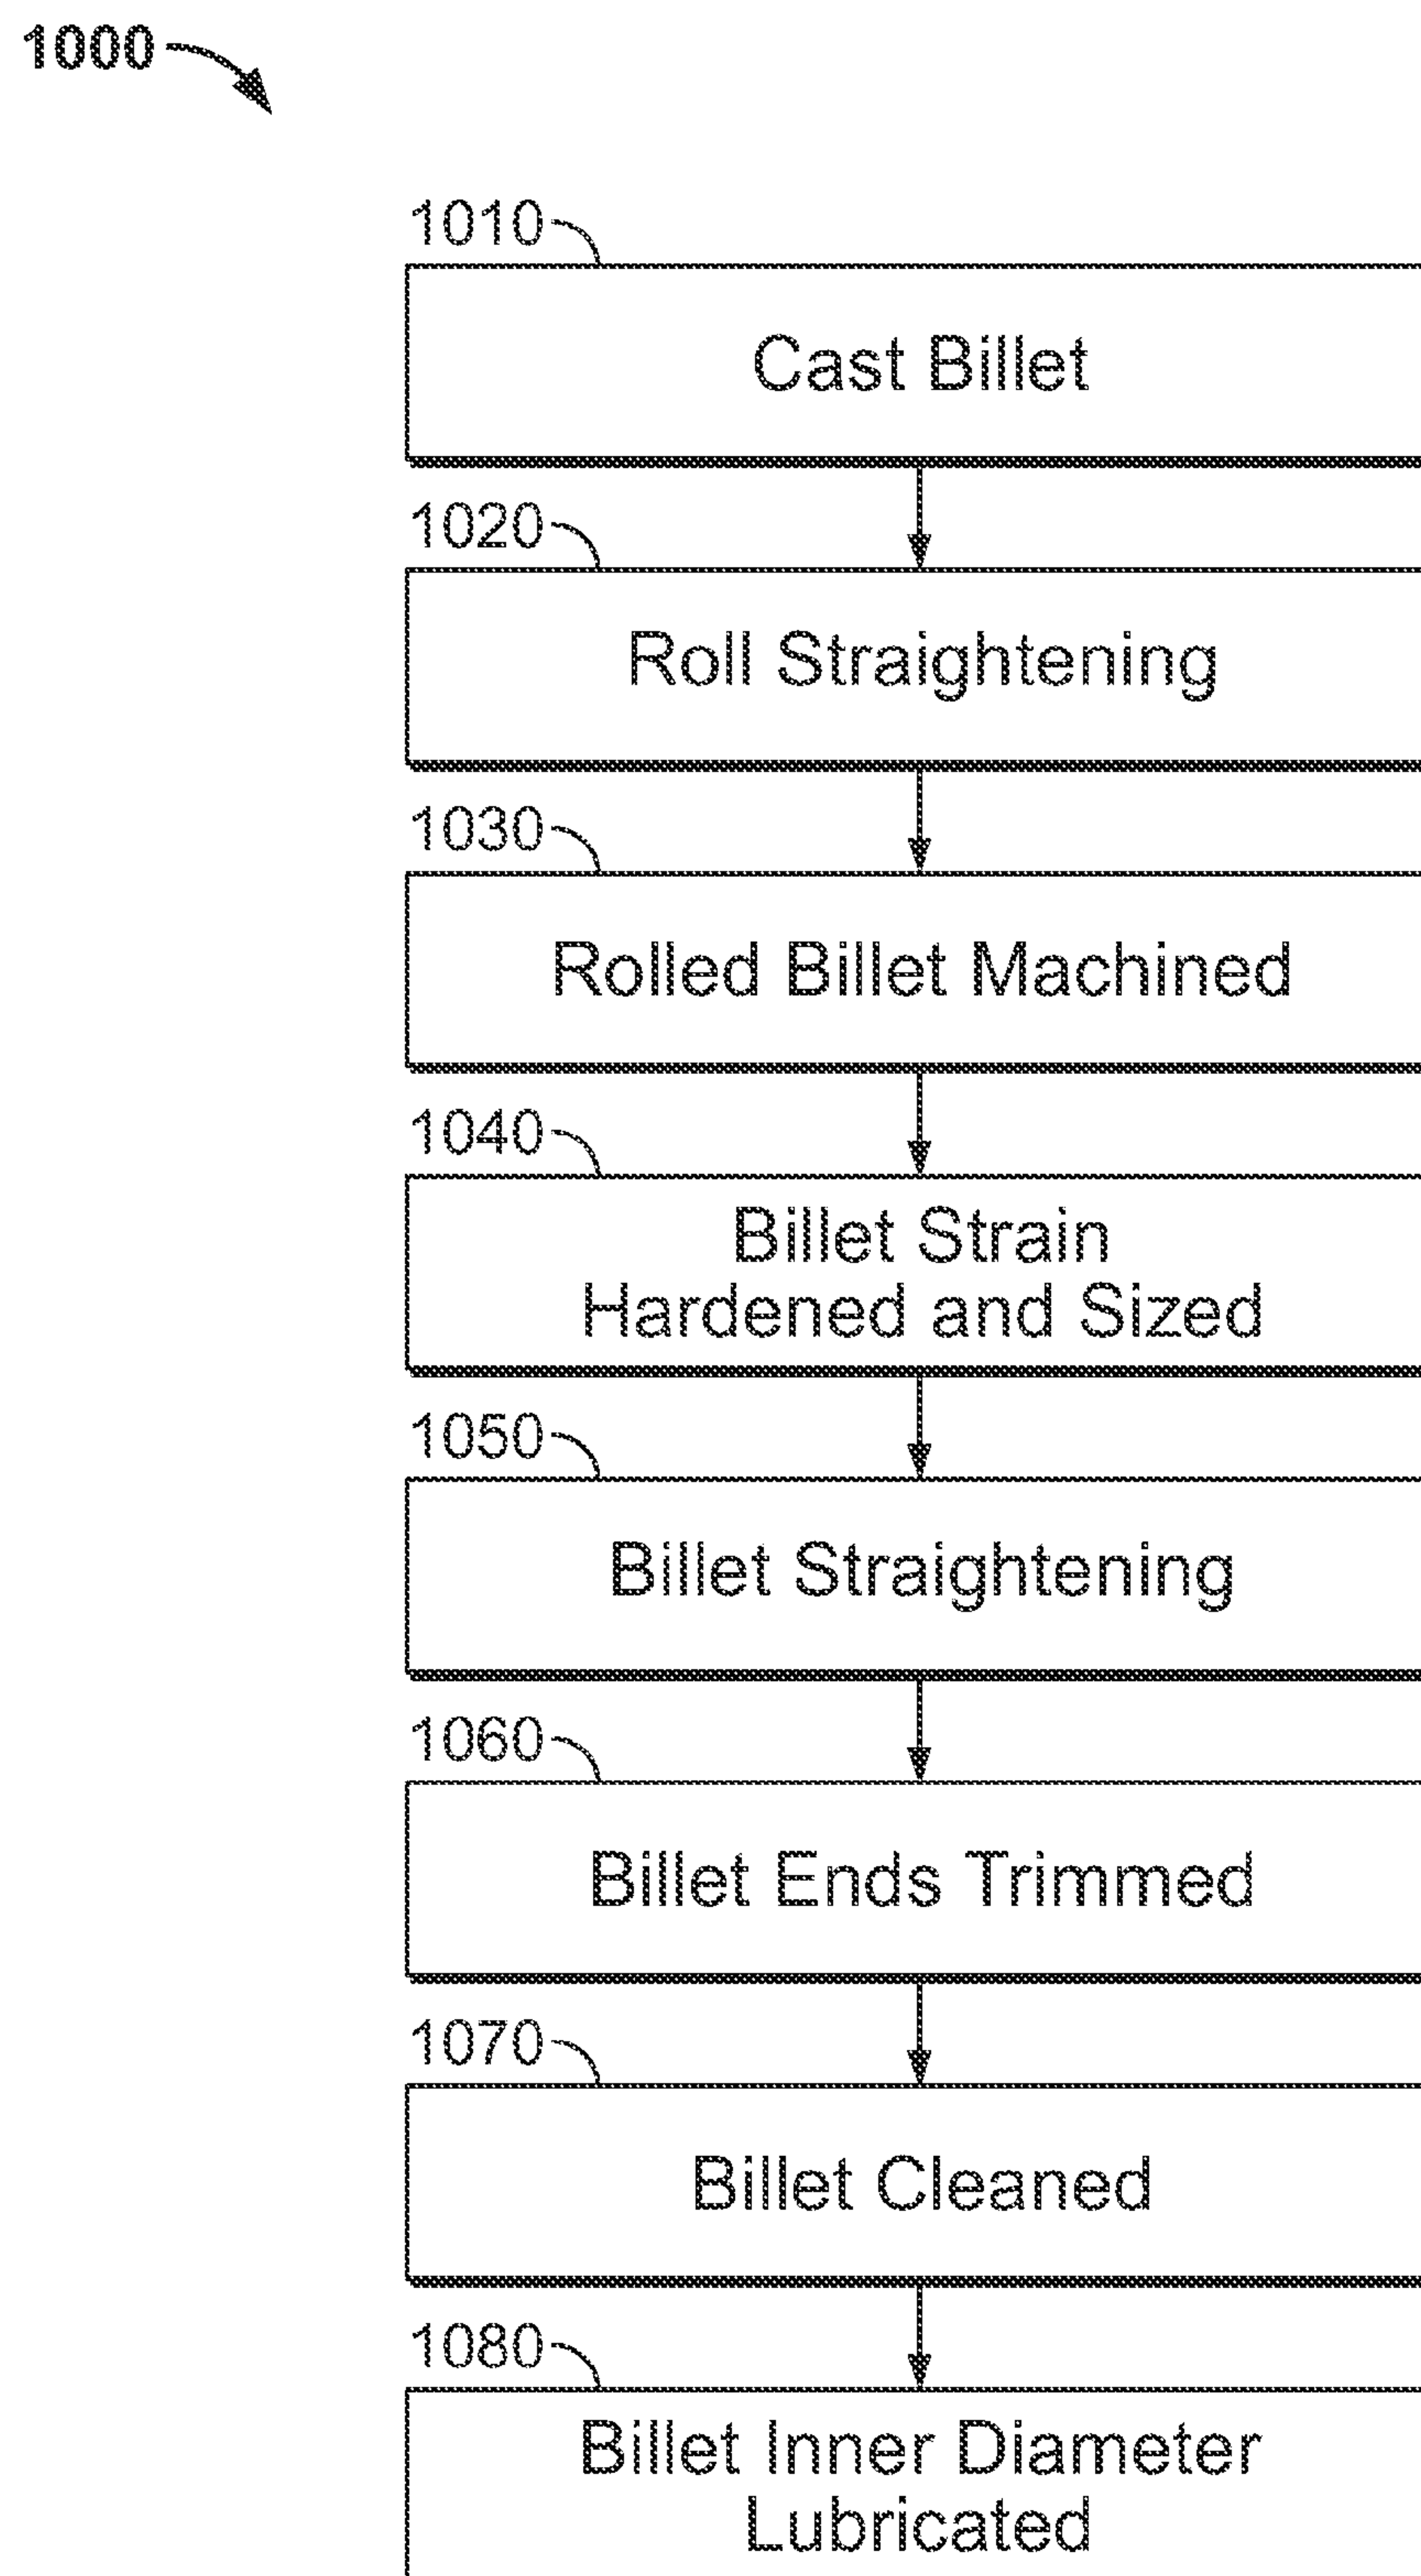 1000
1010
Cast Billet
1020
Roll Straightening
1030
Rolled Billet Machined
1040
Billet Strain
Hardened and Sized
1050
Billet Straightening
1060
Billet Ends Trimmed
1070
Billet Cleaned
1080
Billet Inner Diameter
Lubricated